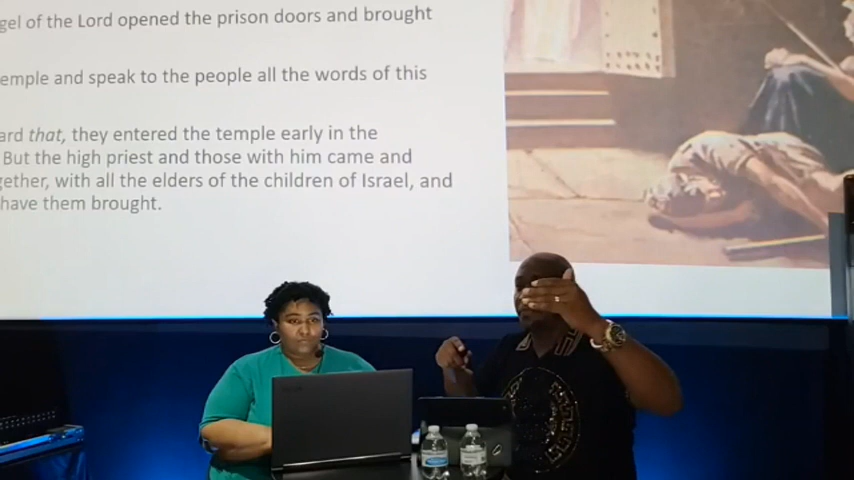 gel of the Lord opened the prison doors and brought
emple and speak to the people all the words of this
ard that, they entered the temple early in the
But the high priest and those with him came and
gether, with all the elders of the children of Israel, and
have them brought.